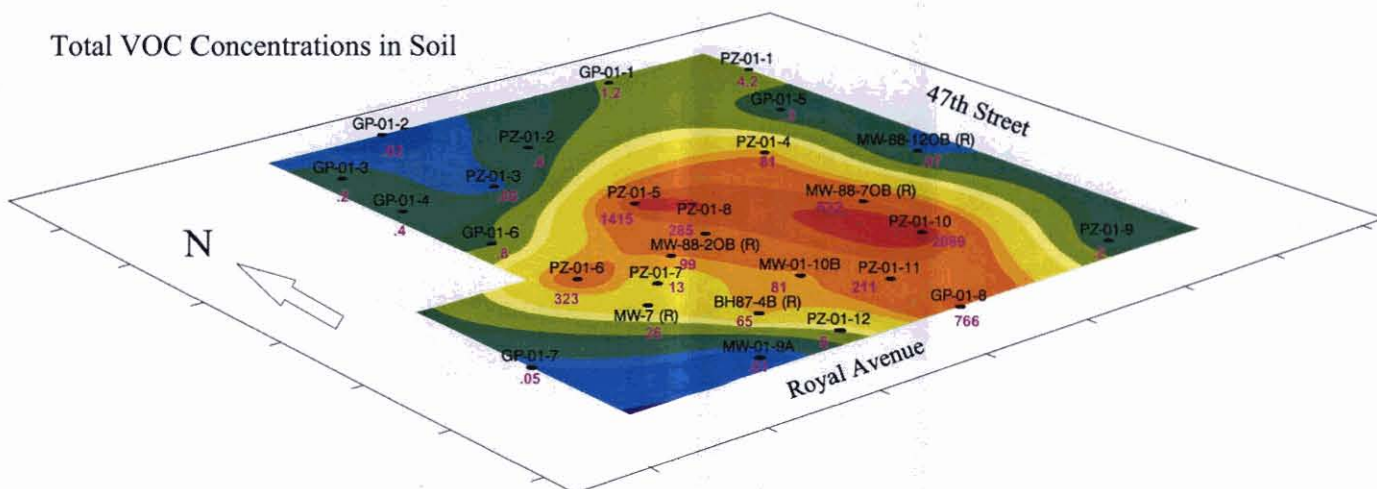 Total VOC Concentrations in Soil
PZ-01-1
4.2
GP-01-1
1.2
47th Street
GP-01-5
GP-01-2
PZ-01-2
PZ-01-4
81
MW-88-12OB (R)
GP-01-3
.2
PZ-01-3
GP-01-4
.4
PZ-01-5
1415
PZ-01-8
285
MW-88-7OB (R)
PZ-01-10
2089
PZ-01-9
GP-01-6
.8
N
MW-88-2OB (R)
99
PZ-01-6
323
PZ-01-7
13
MW-01-10B
81
PZ-01-11
211
GP-01-8
766
MW-7 (R)
26
BH87-4B (R)
65
PZ-01-12
GP-01-7
.05
MW-01-9A
Royal Avenue